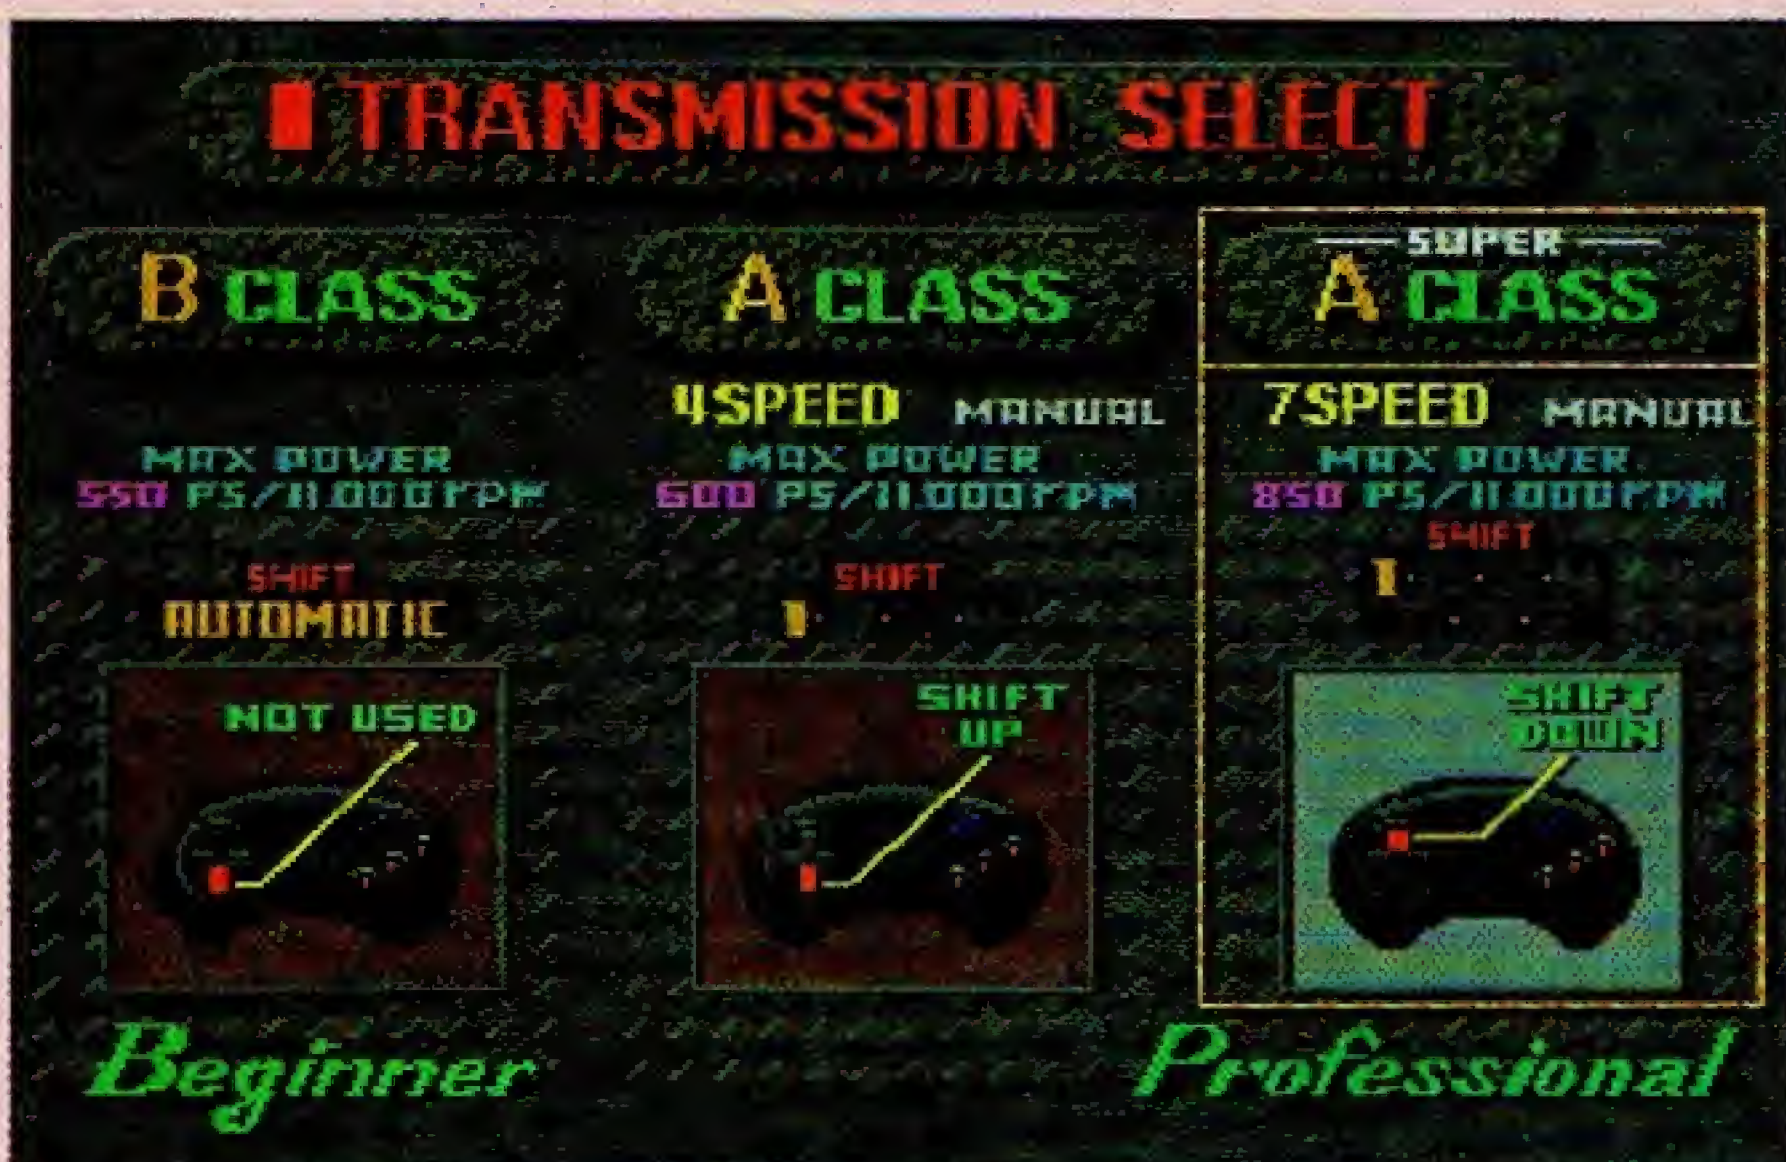 TRANSMISSION SELECT
B CLASS
MAX POWER
550 PS/11.000rpm
SHIFT
AUTOMATIC
NOT USED
Beginner
A CLASS
4SPEED MANUAL
MAX POWER
600 PS/11.000rpm
SHIFT
1
SHIFT
UP
SUPER
A CLASS
7SPEED MANUAL
MAX POWER
850 PS/11.000rpm
SHIFT
1
SHIFT
DOWN
Professional